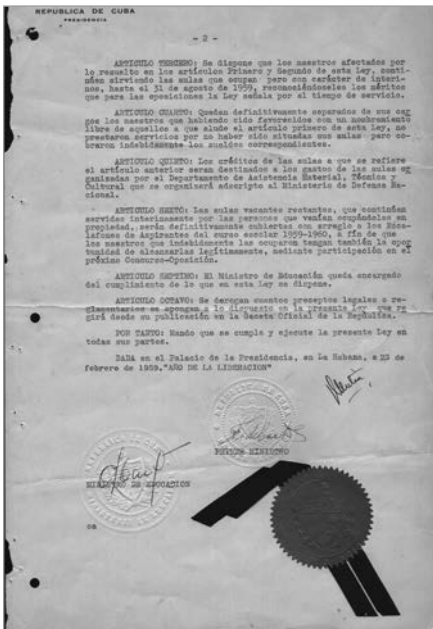 REPUBLICA DE CUBA
PRESIDENCIA
- 2 -
ARTICULO TERCERO: Se dispone que los maestros afectados por
lo resuelto en los artículos Primero y Segundo de esta Ley, conti-
núen sirviendo las aulas que ocupan pero con carácter de interi-
nos, hasta el 31 de agosto de 1959, reconociéndoseles los méritos
que para las oposiciones la Ley señala por el tiempo de servicio.
ARTICULO CUARTO: Quedan definitivamente separados de sus car
gos los maestros que habiendo sido favorecidos con un nombramiento
libre de aquellos a que alude el artículo primero de esta Ley, no
prestaron servicios por no haber sido situadas sus aulas pero co-
braron indebidamente los sueldos correspondientes.
ARTICULO QUINTO: Los créditos de las aulas a que se refiere
el artículo anterior serán destinados a los gastos de las aulas or
ganizadas por el Departamento de Asistencia Material, Técnica y
Cultural que se organizará adscripto al Ministerio de Defensa Na-
cional.
ARTICULO SEXTO: Las aulas vacantes restantes, que continúen
servidas interinamente por las personas que venían ocupándolas en
propiedad, serán definitivamente cubiertas con arreglo a los Esca-
lafones de Aspirantes del curso escolar 1959-1960, a fin de que
los maestros que indebidamente las ocuparon tengan también la opor
tunidad de alcanzarlas legítimamente, mediante participación en el
próximo Concurso-Oposición.
ARTICULO SEPTIMO: El Ministro de Educación queda encargado
del cumplimiento de lo que en esta Ley se dispone.
ARTICULO OCTAVO: Se derogan cuantos preceptos legales o re-
glamentarios se opongan a lo dispuesto en la presente Ley, que re
girá desde su publicación en la Gaceta Oficial de la República.
POR TANTO: Mando que se cumpla y ejecute la presente Ley en
todas sus partes.
DADA en el Palacio de la Presidencia, en La Habana, a 23 de
febrero de 1959. "AÑO DE LA LIBERACION"
PRIMER MINISTRO
MINISTRO DE EDUCACION